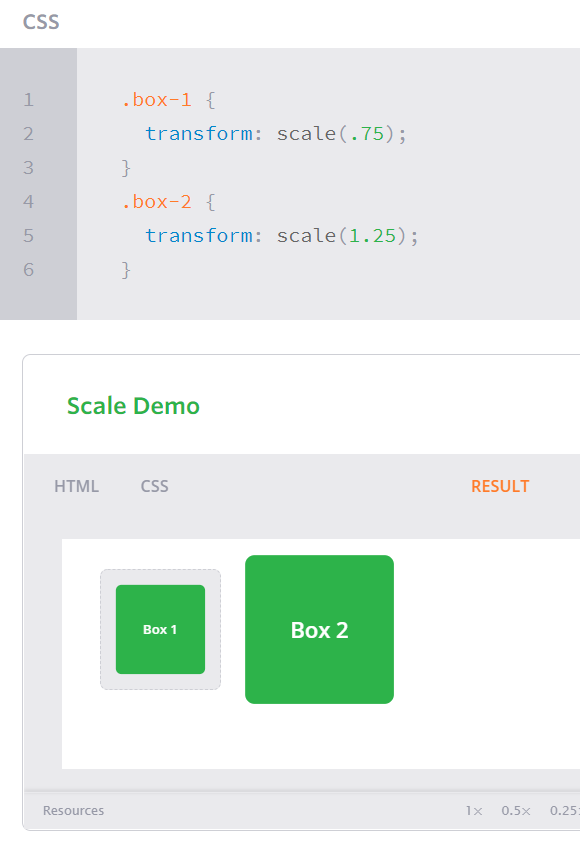 CSS
1 .box-1 {
2 transform: scale(.75);
3 }
4 .box-2 {
5 transform: scale(1.25);
6 }
Scale Demo
HTML CSS RESULT
Box 1 Box 2
Resources 1× 0.5× 0.25×